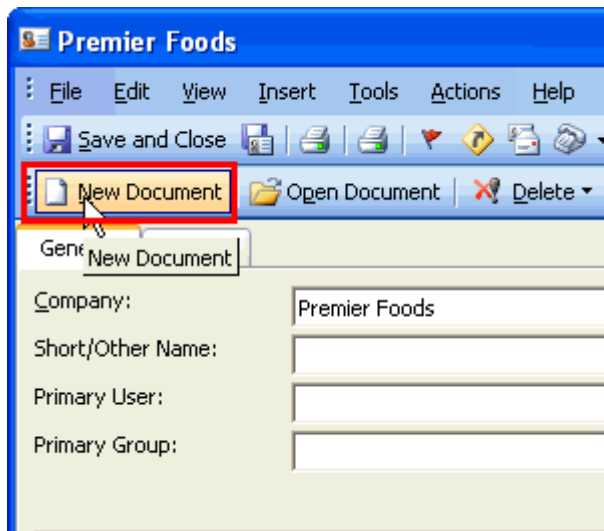 Premier Foods
File Edit View Insert Tools Actions Help
Save and Close
New Document Open Document Delete
Gene
New Document
Company: Premier Foods
Short/Other Name:
Primary User:
Primary Group: